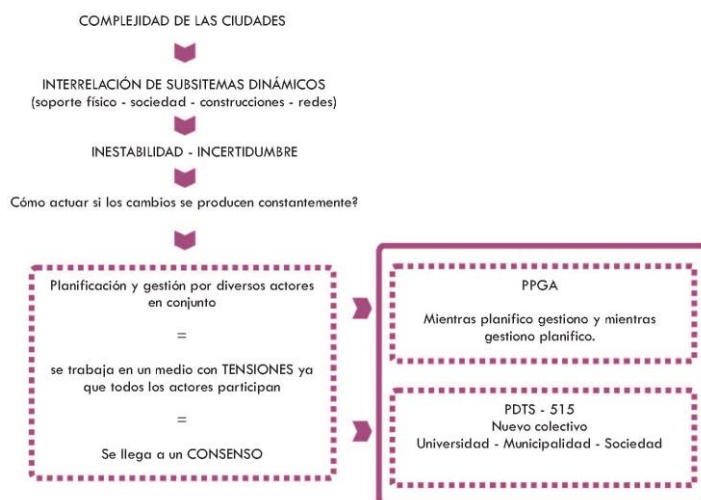 COMPLEJIDAD DE LAS CIUDADES
INTERRELACIÓN DE SUBSITEMAS DINÁMICOS
(soporte físico - sociedad - construcciones - redes)
INESTABILIDAD - INCERTIDUMBRE
Cómo actuar si los cambios se producen constantemente?
Planificación y gestión por diversos actores
en conjunto
=
se trabaja en un medio con TENSIONES ya
que todos los actores participan
=
Se llega a un CONSENSO
PPGA
Mientras planifico gestiono y mientras
gestiono planifico.
PDTS - 515
Nuevo colectivo
Universidad - Municipalidad - Sociedad